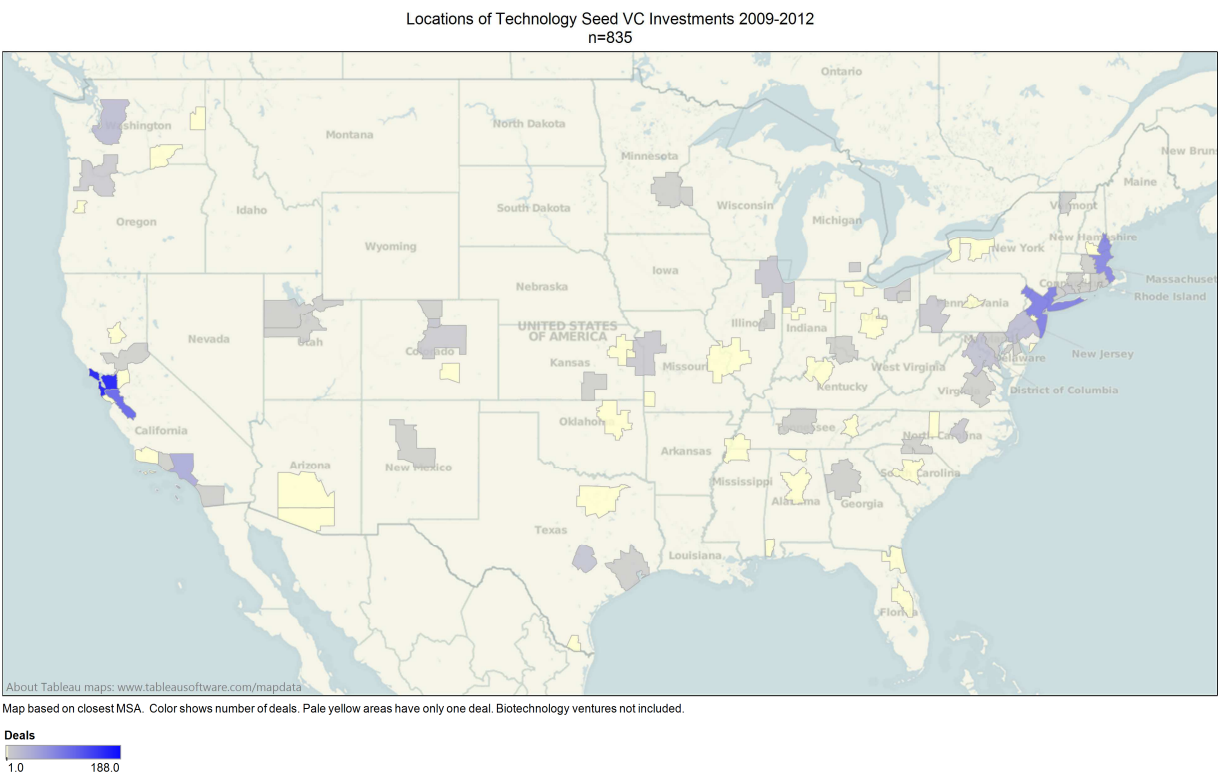 Locations of Technology Seed VC Investments 2009-2012
n=835
Ontario
Washington
Montana
North Dakota
Minnesota
New Brun
Maine
Vermont
Oregon
Idaho
South Dakota
Wisconsin
Michigan
New Hampshire
New York
Wyoming
Iowa
Massachuset
Rhode Island
Nebraska
Nevada
Utah
Colorado
UNITED STATES
OF AMERICA
Kansas
Missouri
Illinois
Indiana
Pennsylvania
New Jersey
Delaware
West Virginia
Kentucky
Virginia
District of Columbia
California
Oklahoma
Arkansas
Tennessee
North Carolina
Arizona
New Mexico
Mississippi
Alabama
Georgia
South Carolina
Texas
Louisiana
Florida
About Tableau maps: www.tableausoftware.com/mapdata
Map based on closest MSA. Color shows number of deals. Pale yellow areas have only one deal. Biotechnology ventures not included.
Deals
1.0 188.0